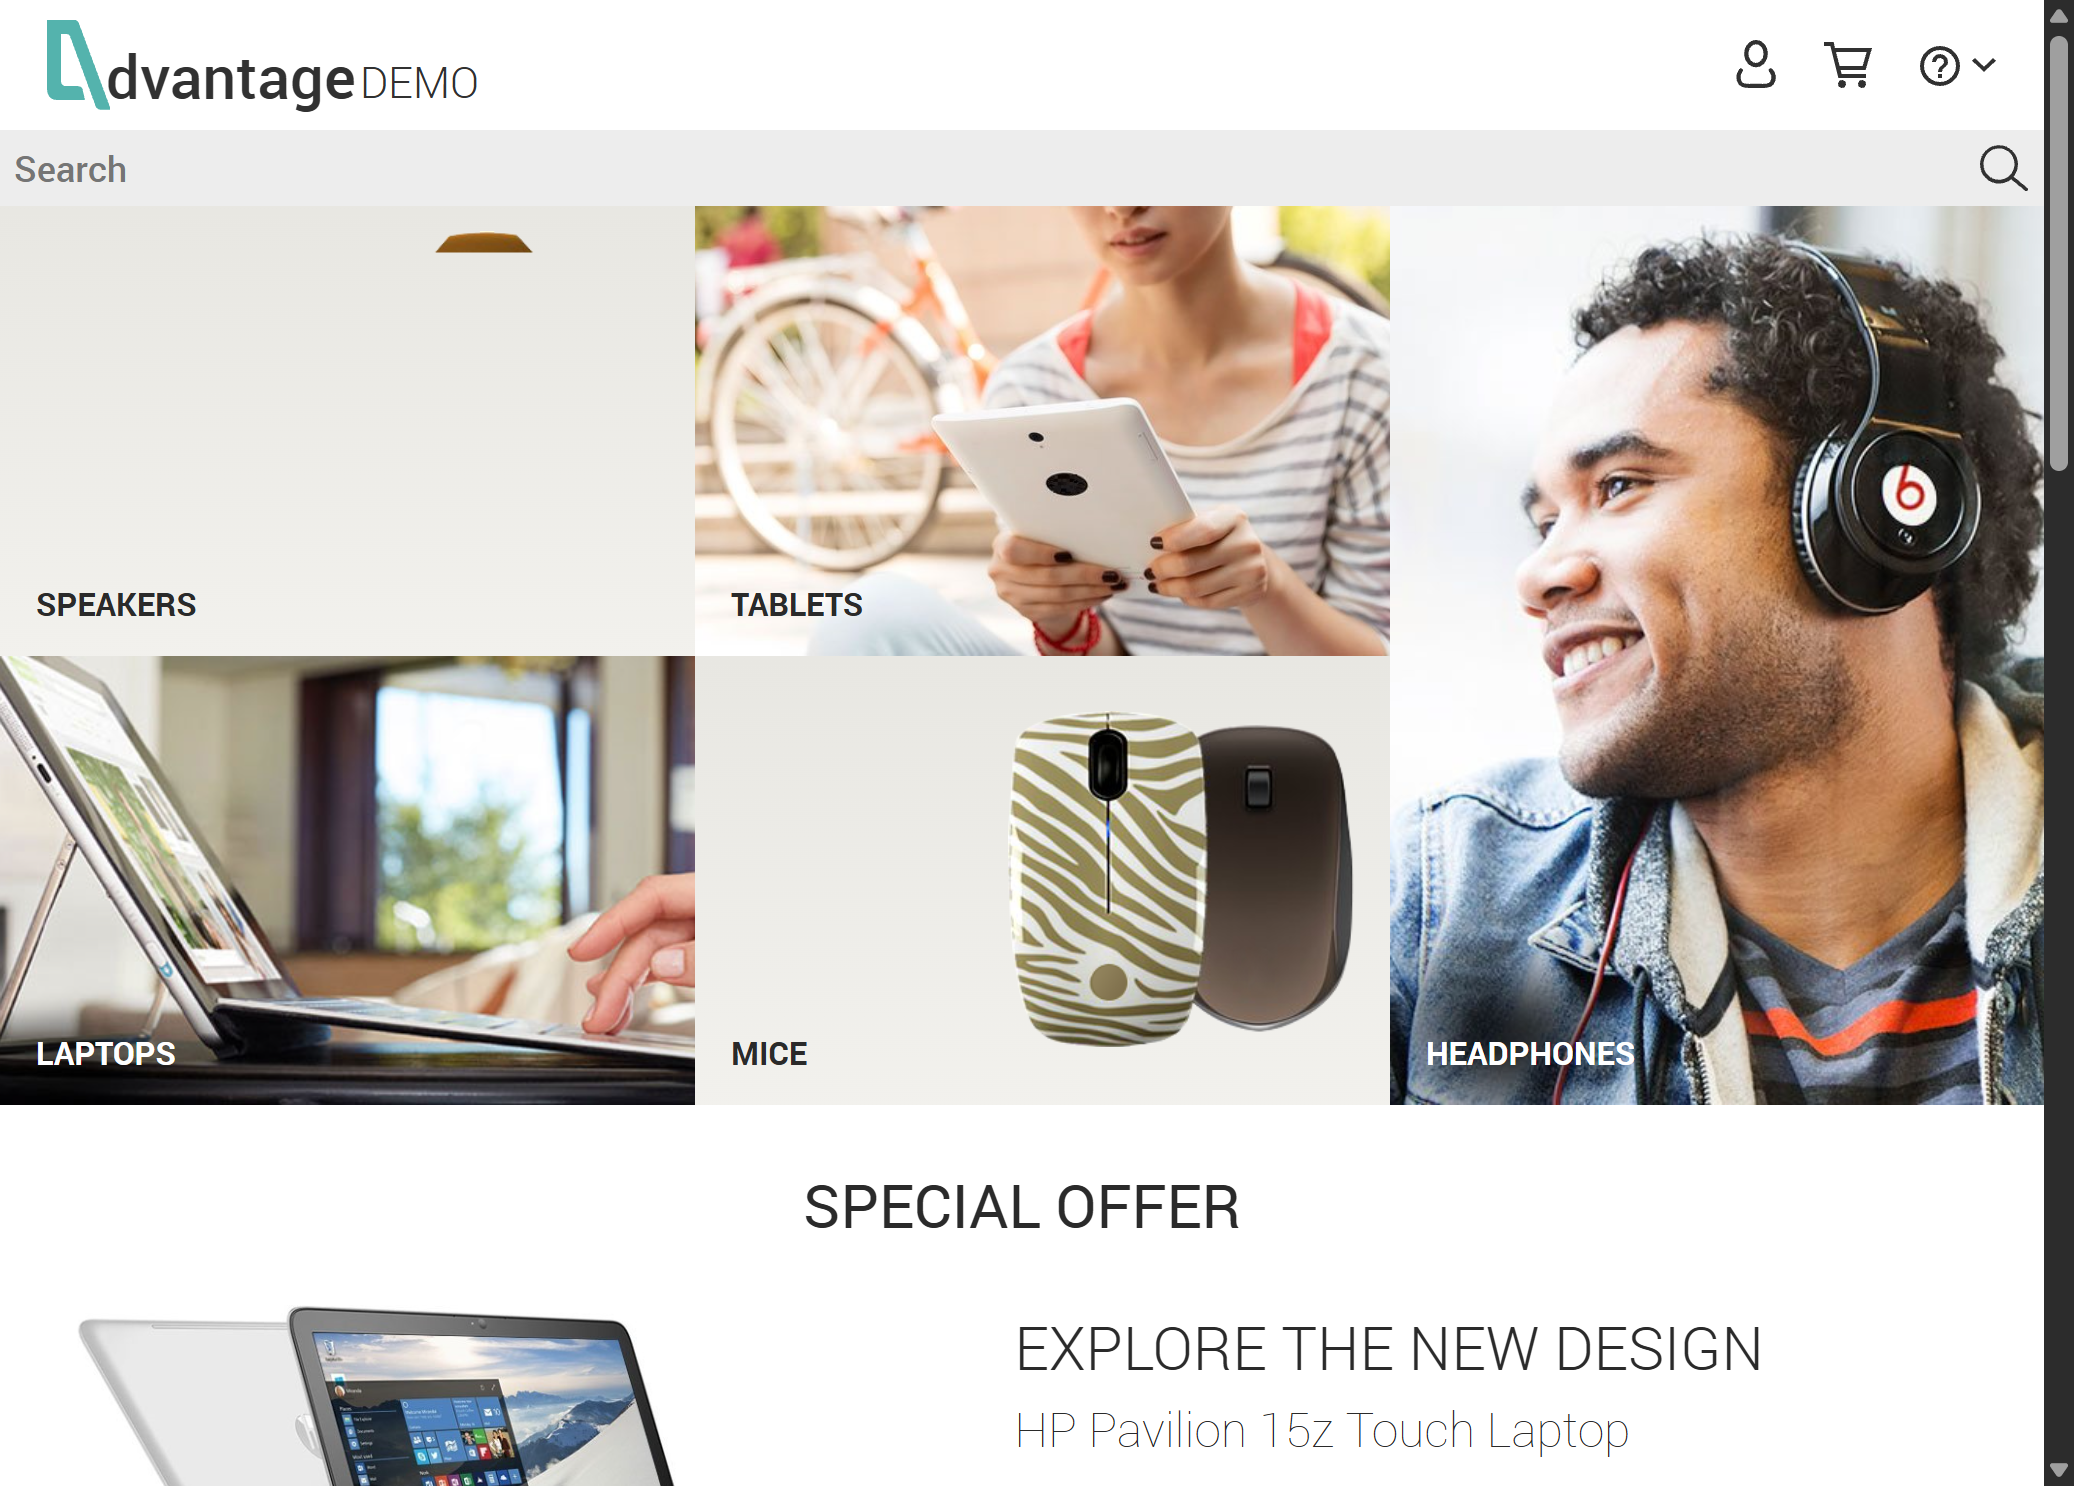 dvantage DEMO
Search
SPEAKERS
TABLETS
LAPTOPS
MICE
HEADPHONES
SPECIAL OFFER
EXPLORE THE NEW DESIGN
HP Pavilion 15z Touch Laptop